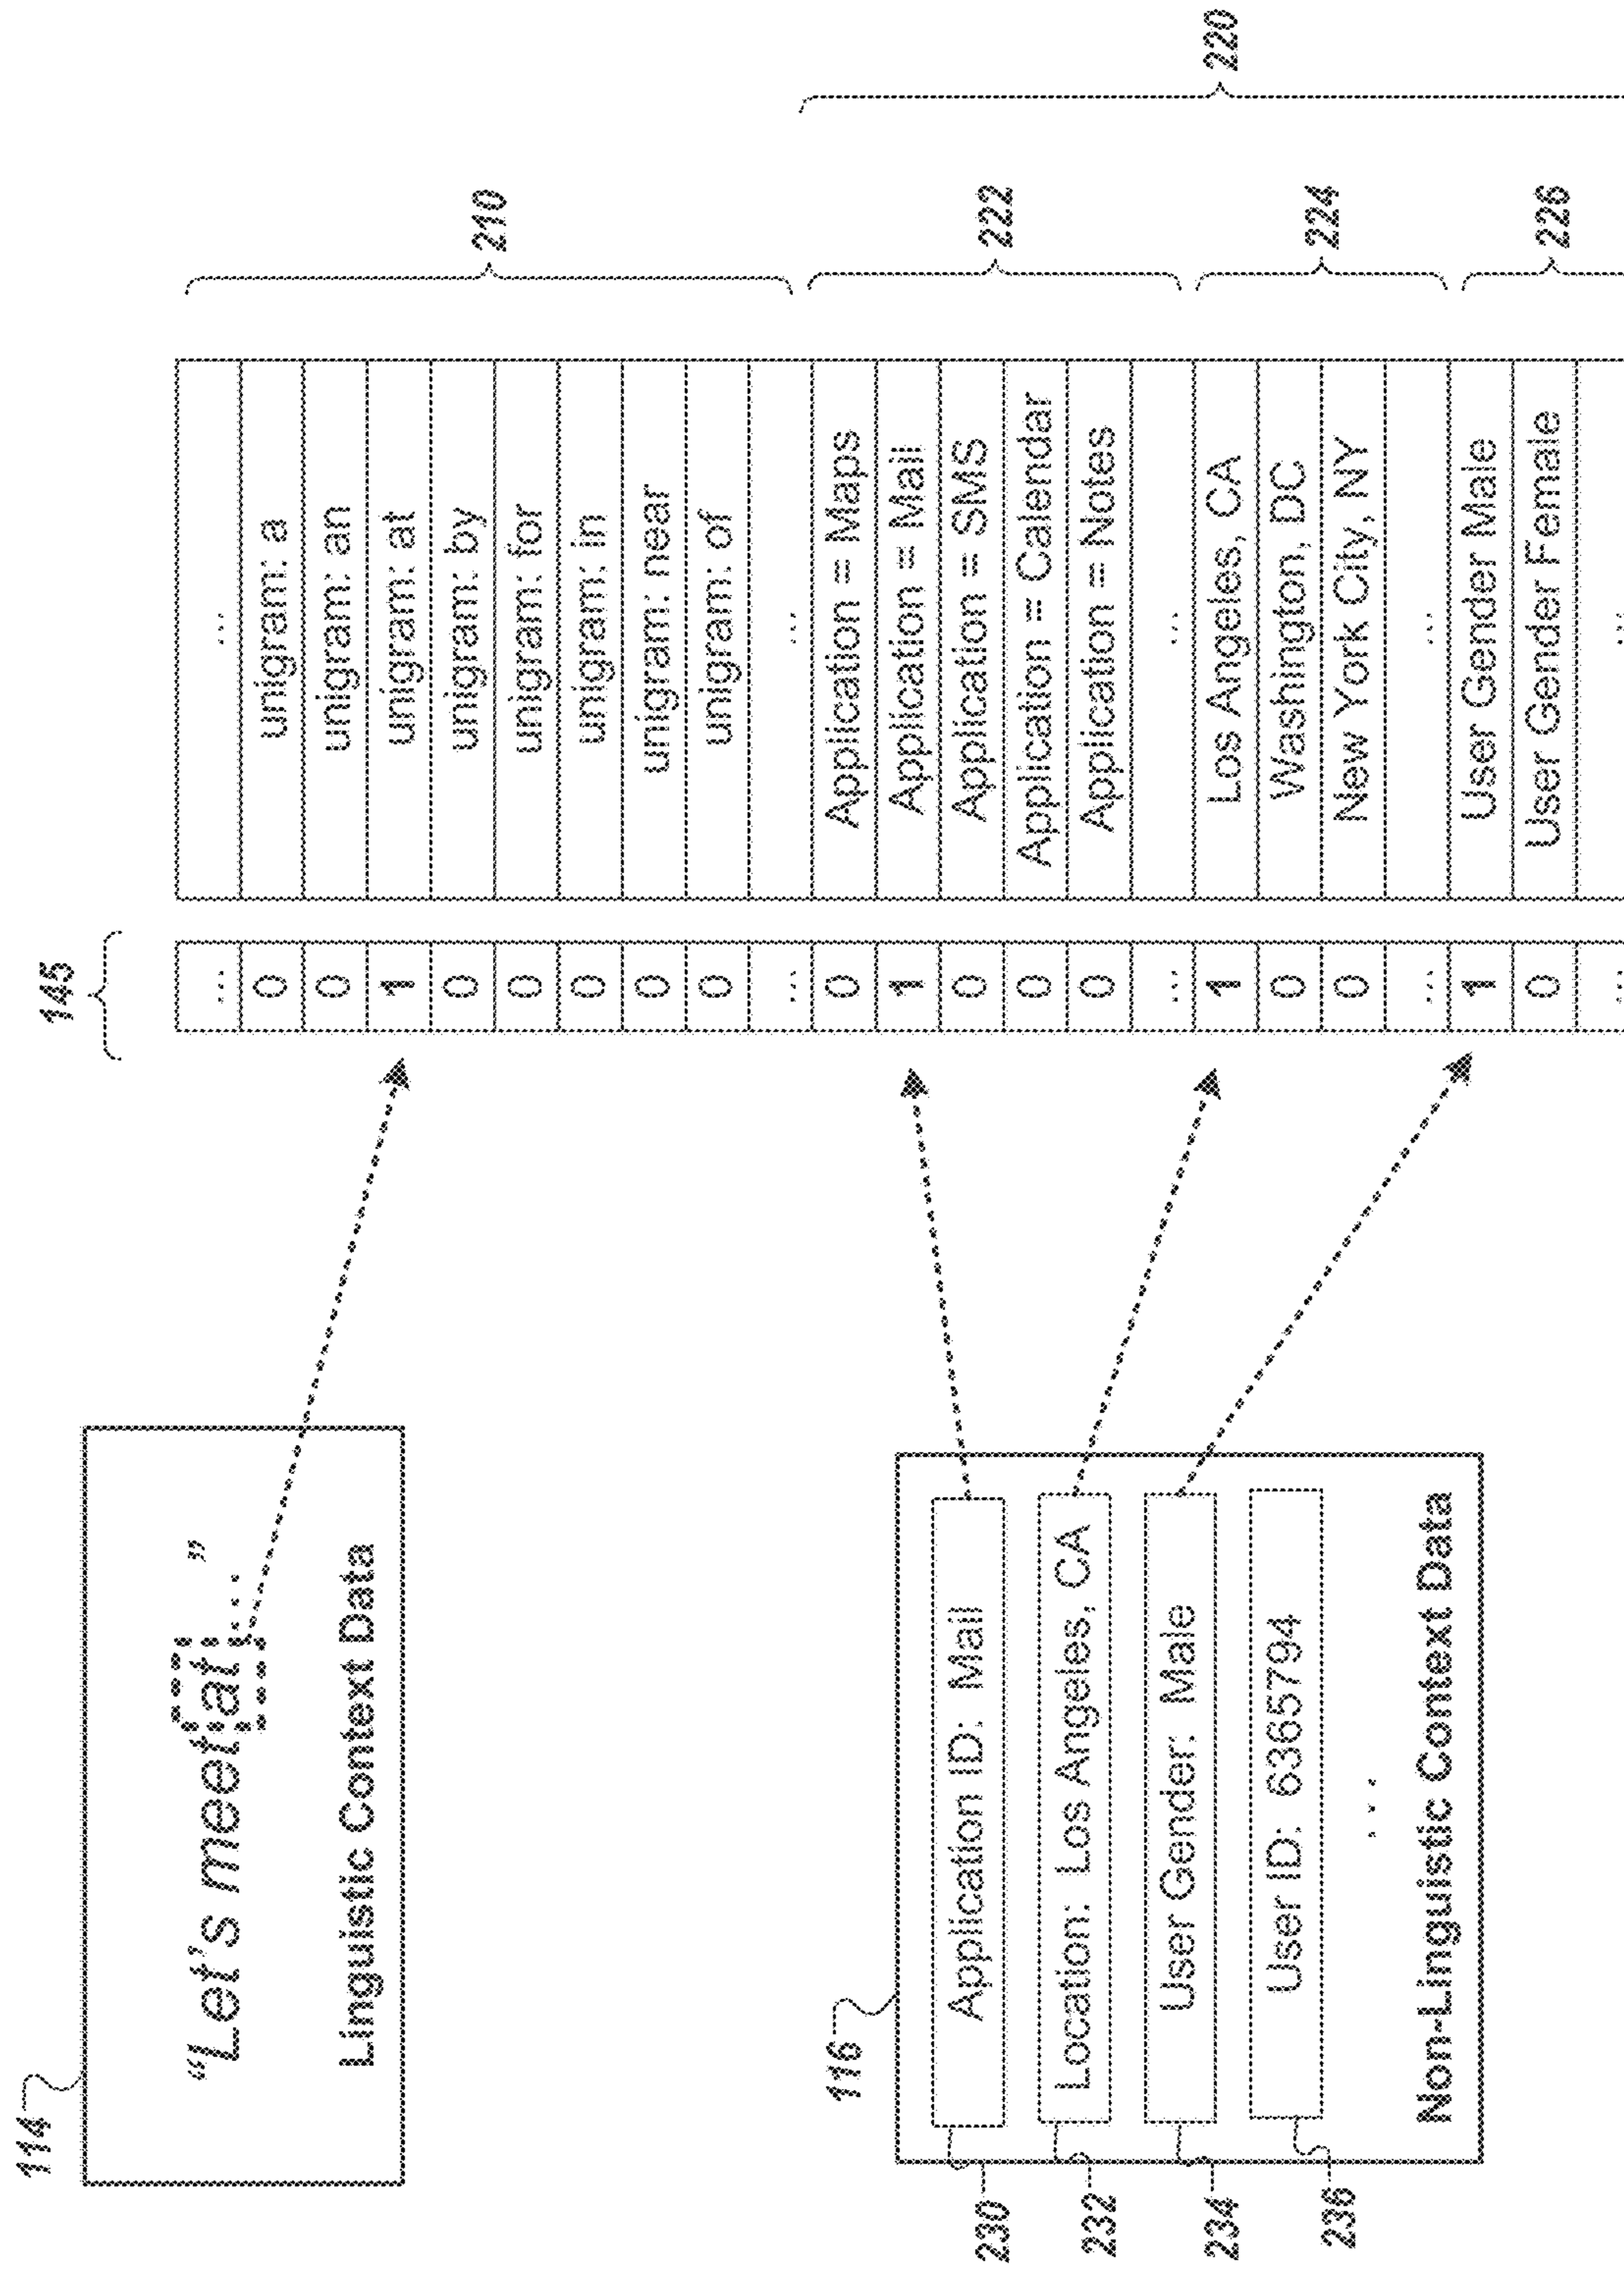 114
“Let's meet at ... ”
Linguistic Context Data
116
230
Application ID: Mail
232
Location: Los Angeles, CA
234
User Gender: Male
236
User ID: 6365794
...
Non-Linguistic Context Data
145
... ...
0 unigram: a
0 unigram: an
1 unigram: at
0 unigram: by
0 unigram: for
0 unigram: in
0 unigram: near
0 unigram: of
... ...
0 Application = Maps
1 Application = Mail
0 Application = SMS
0 Application = Calendar
0 Application = Notes
... ...
1 Los Angeles, CA
0 Washington, DC
0 New York City, NY
... ...
1 User Gender Male
0 User Gender Female
... ...
210
222
224
226
220